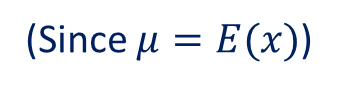 (Since μ = E(x))